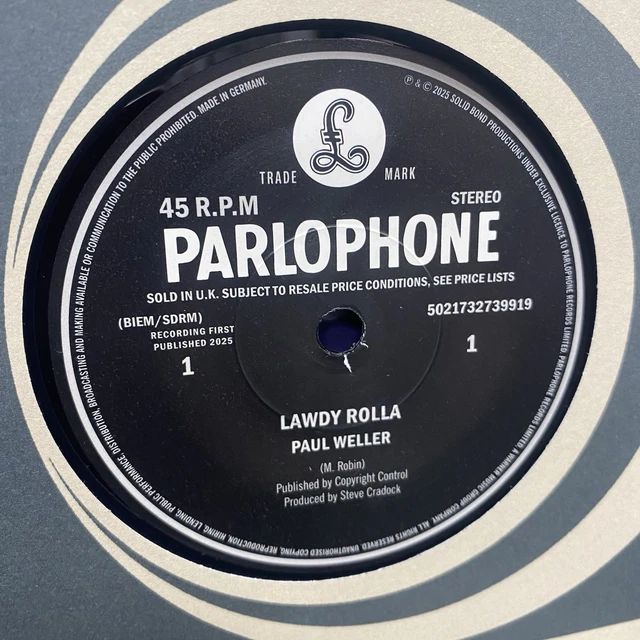 BROADCASTING AND MAKING AVAILABLE OR COMMUNICATION TO THE PUBLIC PROHIBITED. MADE IN GERMANY.
℗ & © 2025 SOLID BOND PRODUCTIONS UNDER EXCLUSIVE LICENCE TO PARLOPHONE RECORDS LIMITED. PARLOPHONE RECORDS LIMITED, A WARNER MUSIC GROUP COMPANY. ALL RIGHTS RESERVED. UNAUTHORISED COPYING, REPRODUCTION, HIRING, LENDING, PUBLIC PERFORMANCE, DISTRIBUTION,
£
TRADE MARK
45 R.P.M STEREO
PARLOPHONE
SOLD IN U.K. SUBJECT TO RESALE PRICE CONDITIONS, SEE PRICE LISTS
(BIEM/SDRM) 5021732739919
RECORDING FIRST
PUBLISHED 2025
1 1
LAWDY ROLLA
PAUL WELLER
(M. Robin)
Published by Copyright Control
Produced by Steve Cradock